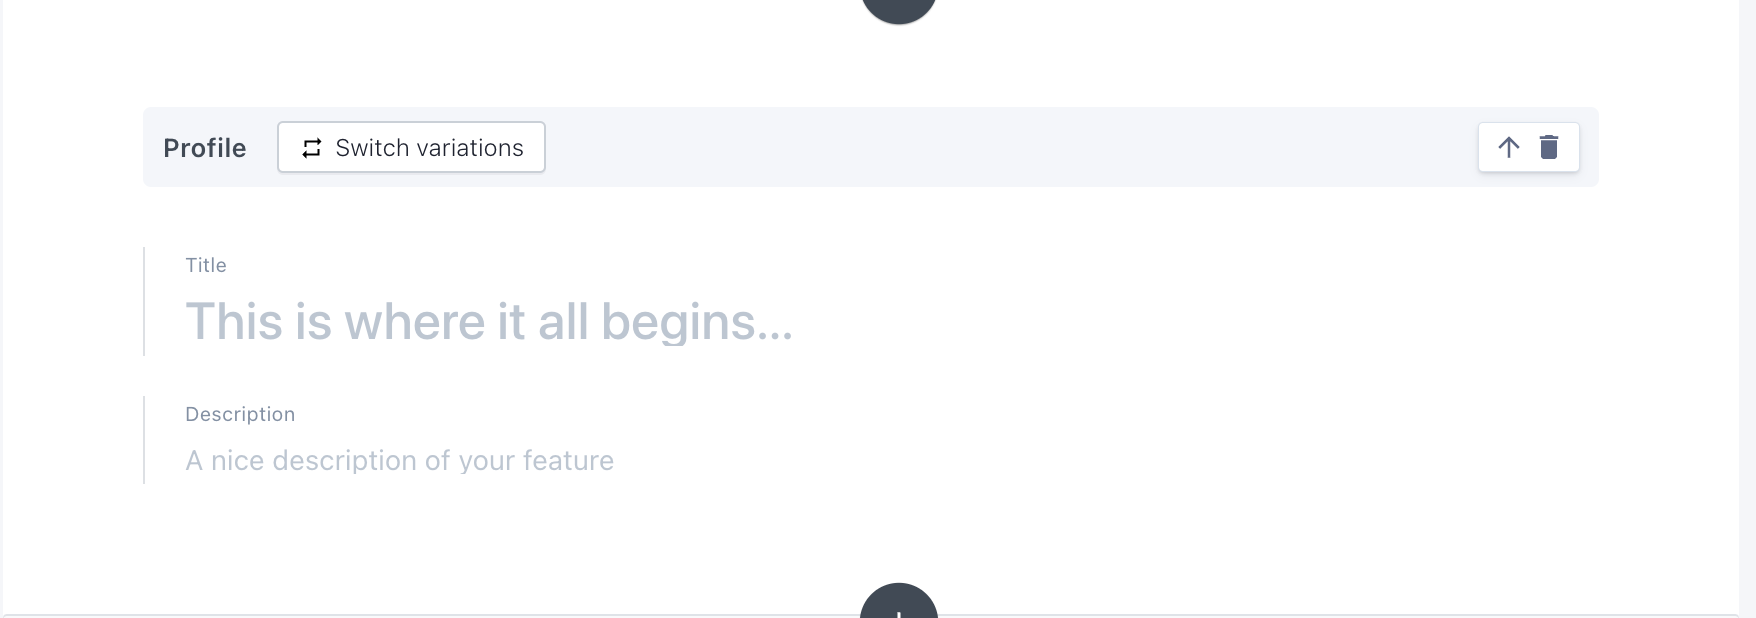 Profile
Switch variations
Title
This is where it all begins...
Description
A nice description of your feature